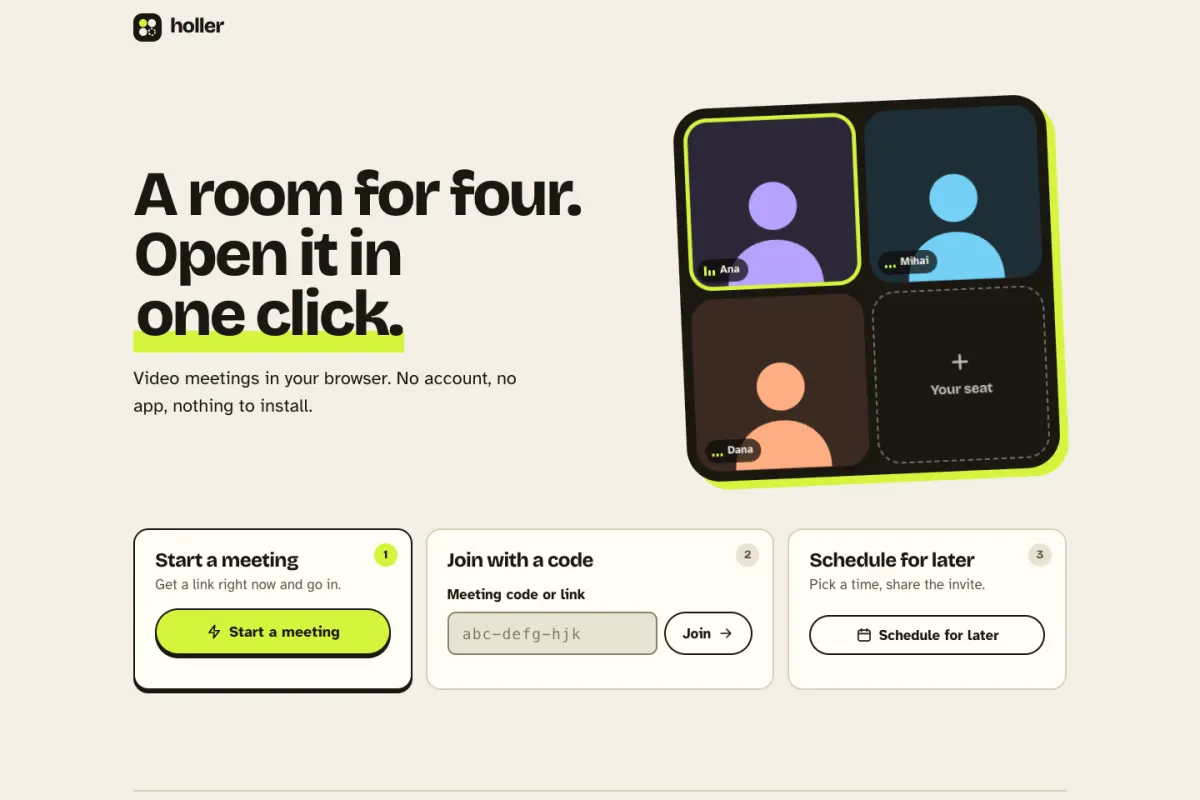 holler
A room for four.
Open it in
one click.
Video meetings in your browser. No account, no
app, nothing to install.
Ana
Mihai
Dana
+
Your seat
Start a meeting
1
Get a link right now and go in.
Start a meeting
Join with a code
2
Meeting code or link
abc-defg-hjk
Join →
Schedule for later
3
Pick a time, share the invite.
Schedule for later